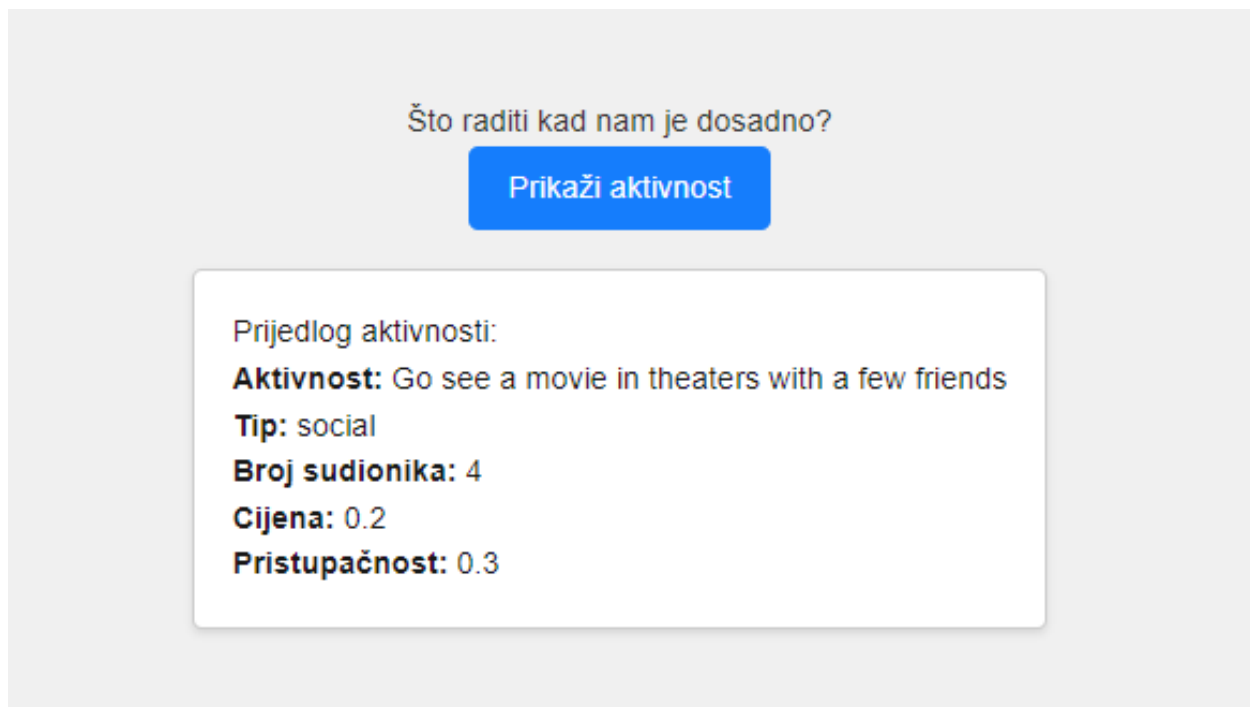 Što raditi kad nam je dosadno?
Prikaži aktivnost
Prijedlog aktivnosti:
Aktivnost: Go see a movie in theaters with a few friends
Tip: social
Broj sudionika: 4
Cijena: 0.2
Pristupačnost: 0.3